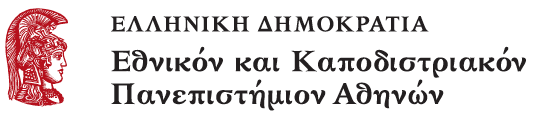 ΕΛΛΗΝΙΚΗ ΔΗΜΟΚΡΑΤΙΑ
Εθνικόν και Καποδιστριακόν
Πανεπιστήμιον Αθηνών